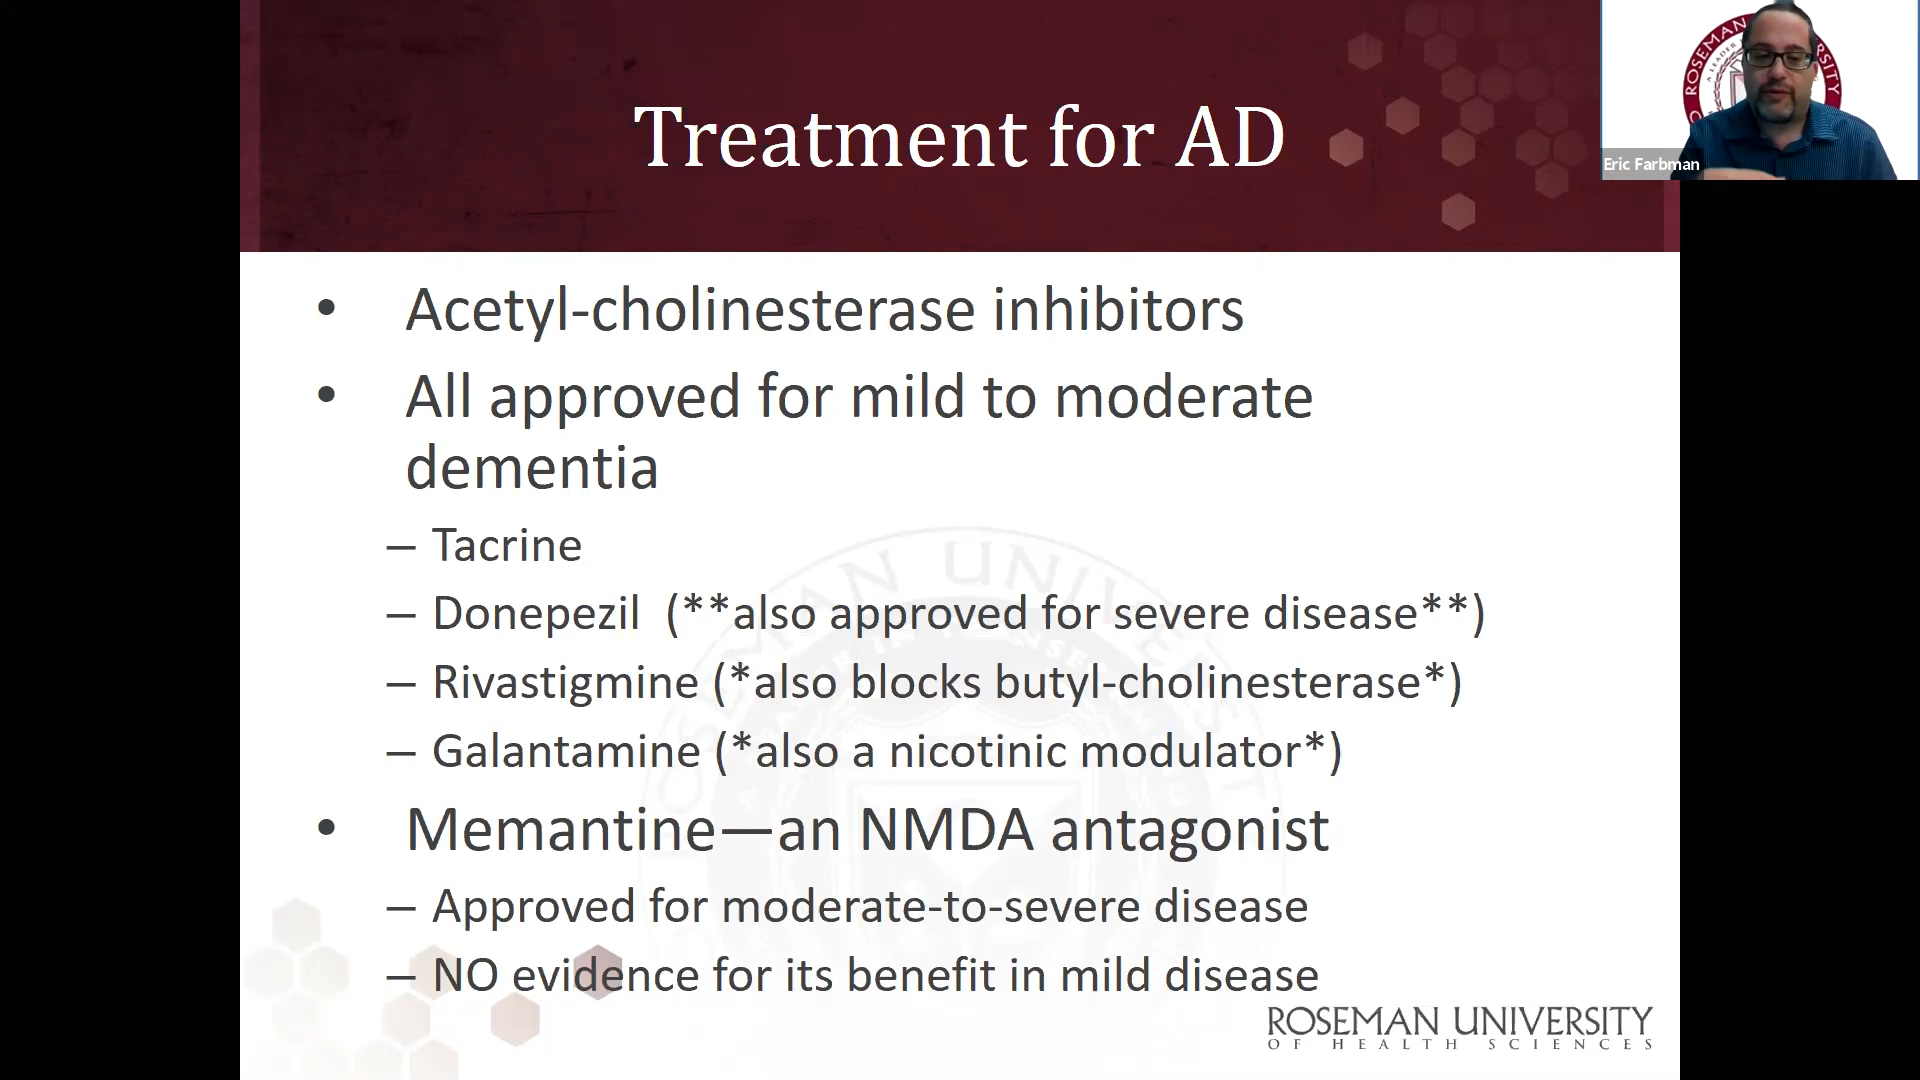 Treatment for AD
Eric Farbman
• Acetyl-cholinesterase inhibitors
• All approved for mild to moderate
dementia
– Tacrine
– Donepezil (**also approved for severe disease**)
– Rivastigmine (*also blocks butyl-cholinesterase*)
– Galantamine (*also a nicotinic modulator*)
• Memantine—an NMDA antagonist
– Approved for moderate-to-severe disease
– NO evidence for its benefit in mild disease
ROSEMAN UNIVERSITY
OF HEALTH SCIENCES